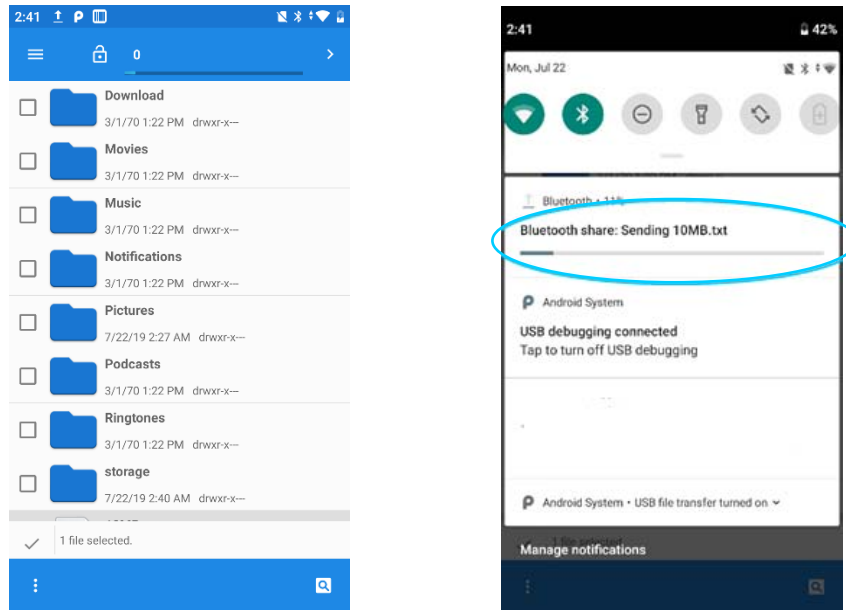 2:41
0
Download
3/1/70 1:22 PM drwxr-x---
Movies
3/1/70 1:22 PM drwxr-x---
Music
3/1/70 1:22 PM drwxr-x---
Notifications
3/1/70 1:22 PM drwxr-x---
Pictures
7/22/19 2:27 AM drwxr-x---
Podcasts
3/1/70 1:22 PM drwxr-x---
Ringtones
3/1/70 1:22 PM drwxr-x---
storage
7/22/19 2:40 AM drwxr-x---
1 file selected.
2:41
42%
Mon, Jul 22
Bluetooth • 11%
Bluetooth share: Sending 10MB.txt
Android System
USB debugging connected
Tap to turn off USB debugging
Android System • USB file transfer turned on
1 file selected
Manage notifications